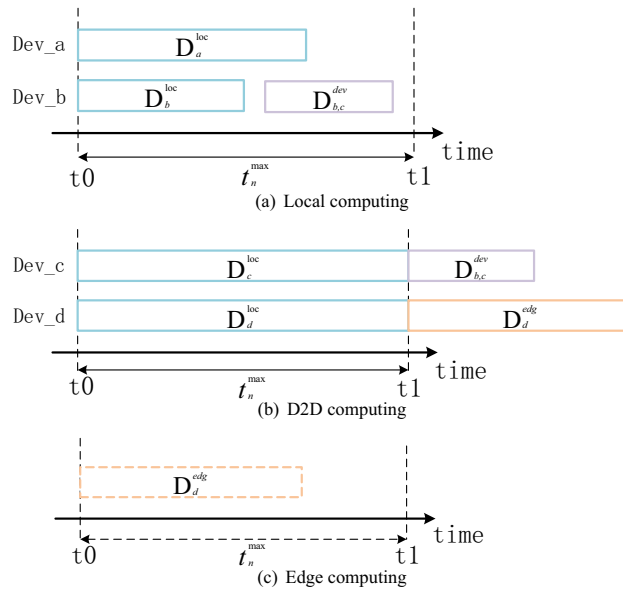 Dev_a D_a^loc
Dev_b D_b^loc D_{b,c}^dev
time
t0 t_n^max t1
(a) Local computing
Dev_c D_c^loc D_{b,c}^dev
Dev_d D_d^loc D_d^edg
time
t0 t_n^max t1
(b) D2D computing
D_d^edg
time
t0 t_n^max t1
(c) Edge computing